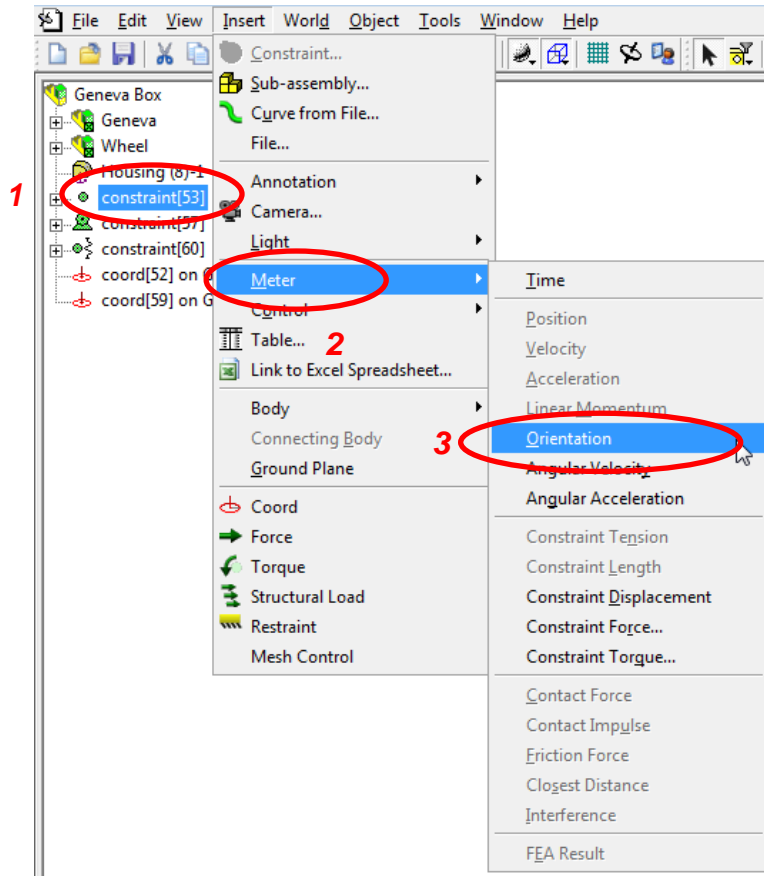 File Edit View Insert World Object Tools Window Help
Geneva Box
Geneva
Wheel
Housing (8)-1
1
constraint[53]
constraint[57]
constraint[60]
coord[52] on G
coord[59] on G
Constraint...
Sub-assembly...
Curve from File...
File...
Annotation
Camera...
Light
Meter
Control
Table...
2
Link to Excel Spreadsheet...
Body
Connecting Body
Ground Plane
Coord
Force
Torque
Structural Load
Restraint
Mesh Control
Time
Position
Velocity
Acceleration
Linear Momentum
3
Orientation
Angular Velocity
Angular Acceleration
Constraint Tension
Constraint Length
Constraint Displacement
Constraint Force...
Constraint Torque...
Contact Force
Contact Impulse
Friction Force
Closest Distance
Interference
FEA Result